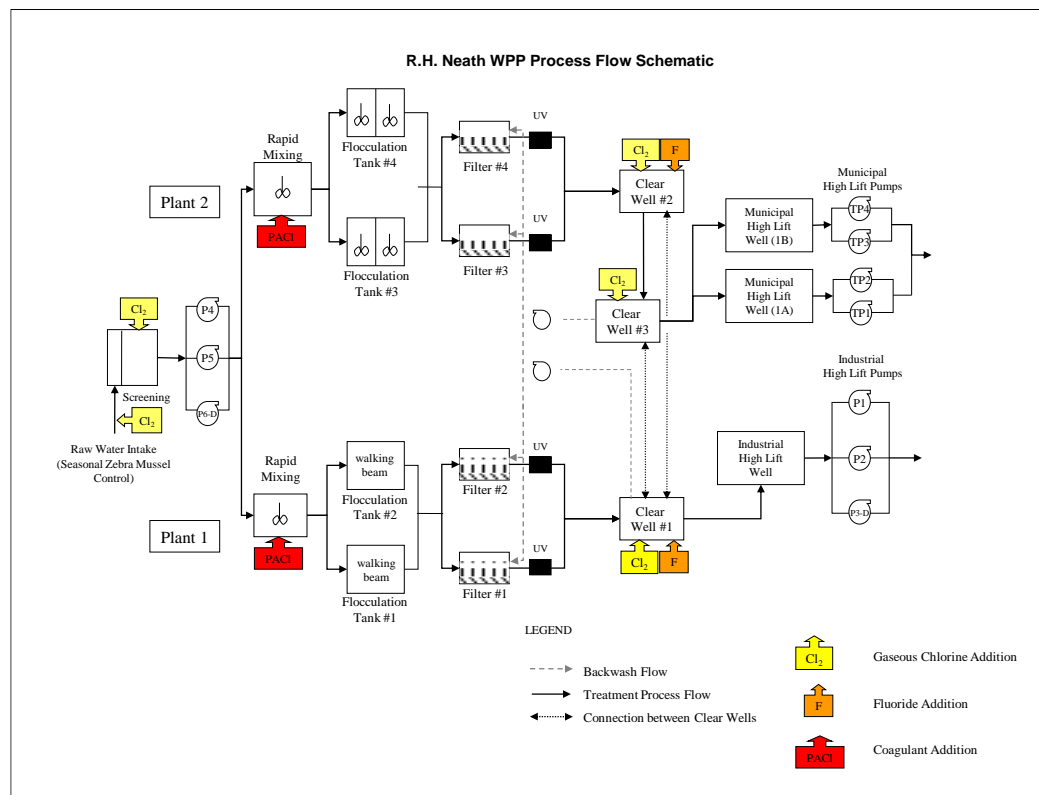 R.H. Neath WPP Process Flow Schematic
Plant 2
Rapid
Mixing
PACl
Flocculation
Tank #4
Flocculation
Tank #3
Filter #4
Filter #3
UV
UV
Cl2
F
Clear
Well #2
Cl2
Clear
Well #3
Municipal
High Lift
Well (1B)
Municipal
High Lift
Well (1A)
Municipal
High Lift Pumps
TP4
TP3
TP2
TP1
Cl2
Screening
Cl2
Raw Water Intake
(Seasonal Zebra Mussel
Control)
P4
P5
P6-D
Plant 1
Rapid
Mixing
PACl
walking
beam
Flocculation
Tank #2
walking
beam
Flocculation
Tank #1
Filter #2
Filter #1
UV
UV
Clear
Well #1
Cl2
F
Industrial
High Lift
Well
Industrial
High Lift Pumps
P1
P2
P3-D
LEGEND
Backwash Flow
Treatment Process Flow
Connection between Clear Wells
Cl2
Gaseous Chlorine Addition
F
Fluoride Addition
PACl
Coagulant Addition